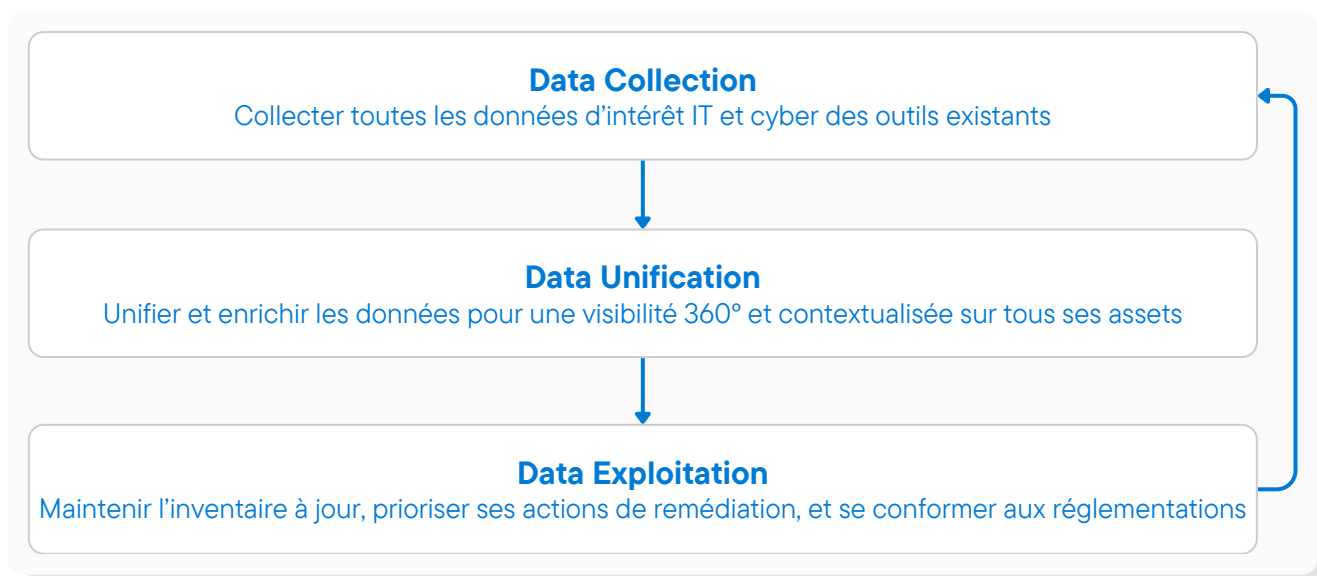 Data Collection
Collecter toutes les données d’intérêt IT et cyber des outils existants
Data Unification
Unifier et enrichir les données pour une visibilité 360° et contextualisée sur tous ses assets
Data Exploitation
Maintenir l’inventaire à jour, prioriser ses actions de remédiation, et se conformer aux réglementations